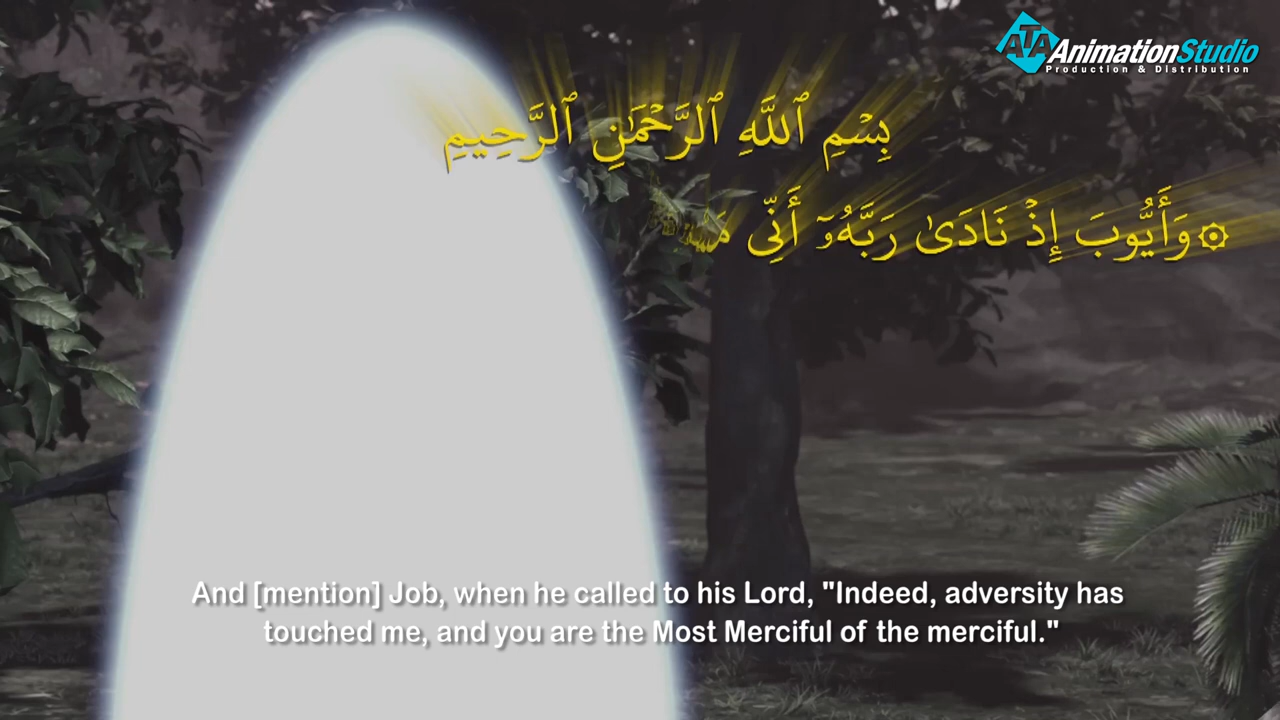 ATA AnimationStudio
Production & Distribution
بِسْمِ ٱللَّهِ ٱلرَّحْمَٰنِ ٱلرَّحِيمِ
۞ وَأَيُّوبَ إِذْ نَادَىٰ رَبَّهُۥٓ أَنِّى
And [mention] Job, when he called to his Lord, "Indeed, adversity has
touched me, and you are the Most Merciful of the merciful."